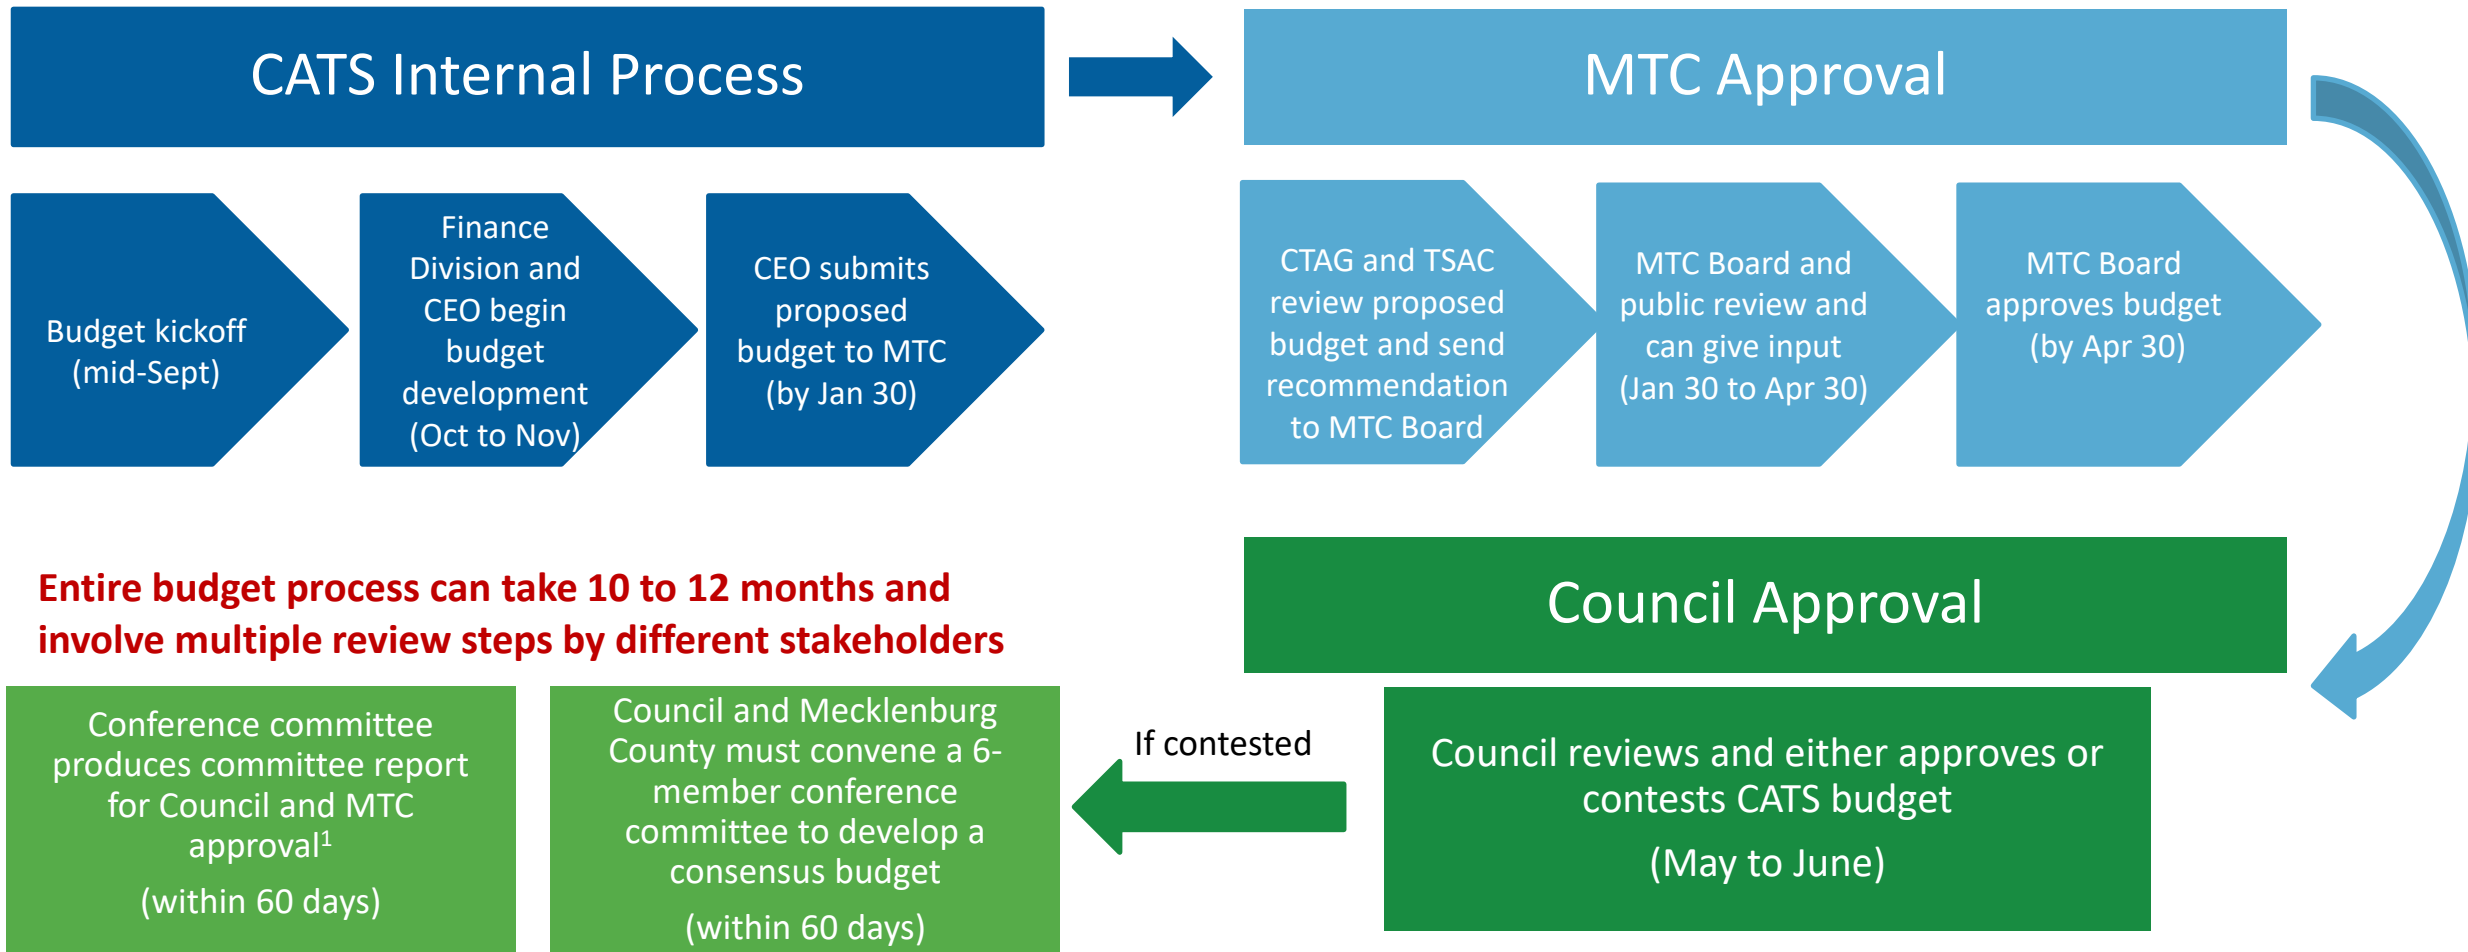 CATS Internal Process
MTC Approval
Budget kickoff
(mid-Sept)
Finance
Division and
CEO begin
budget
development
(Oct to Nov)
CEO submits
proposed
budget to MTC
(by Jan 30)
CTAG and TSAC
review proposed
budget and send
recommendation
to MTC Board
MTC Board and
public review and
can give input
(Jan 30 to Apr 30)
MTC Board
approves budget
(by Apr 30)
Entire budget process can take 10 to 12 months and
involve multiple review steps by different stakeholders
Council Approval
Council reviews and either approves or
contests CATS budget
(May to June)
If contested
Council and Mecklenburg
County must convene a 6-
member conference
committee to develop a
consensus budget
(within 60 days)
Conference committee
produces committee report
for Council and MTC
approval¹
(within 60 days)